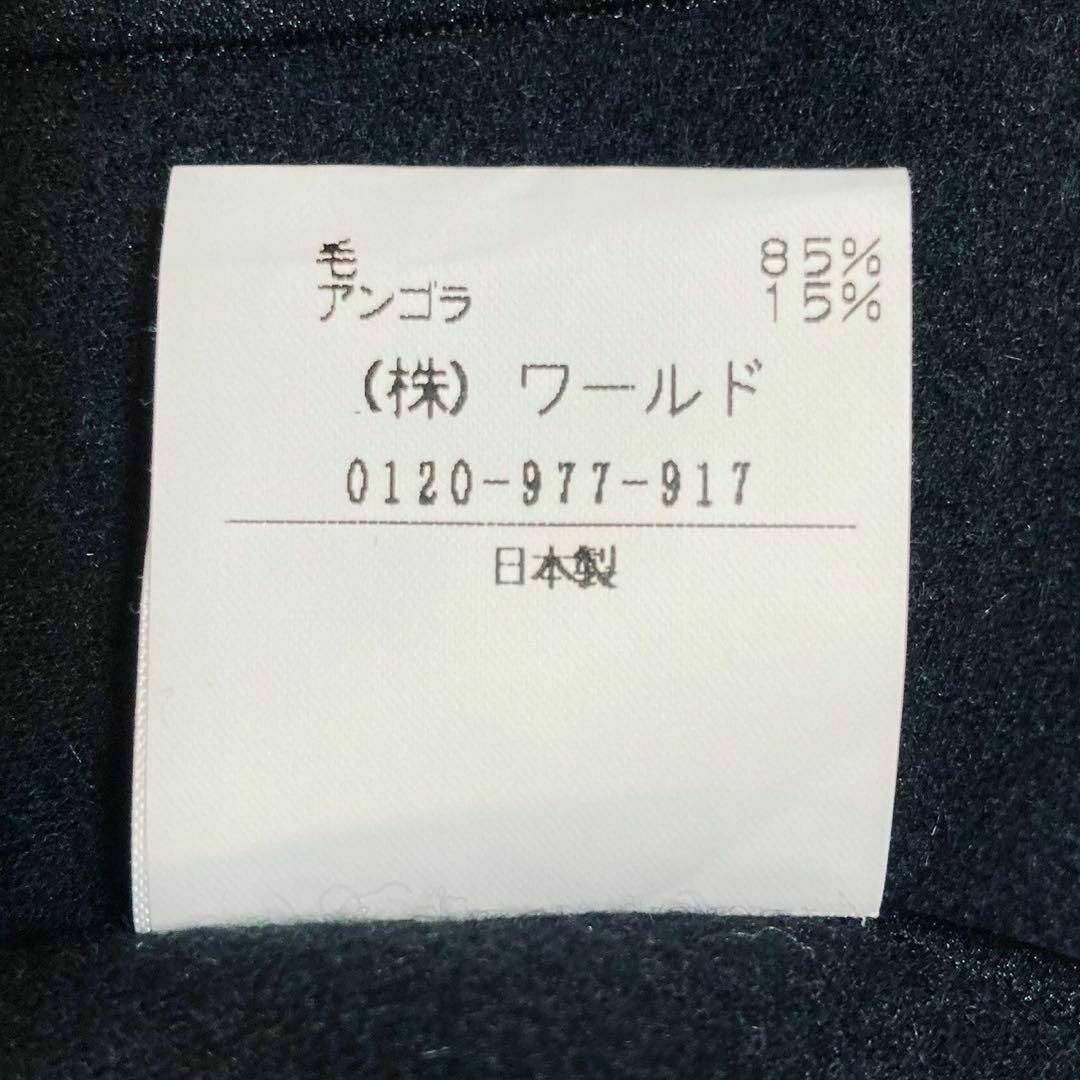 毛 85%
アンゴラ 15%
(株) ワールド
0120-977-917
日本製